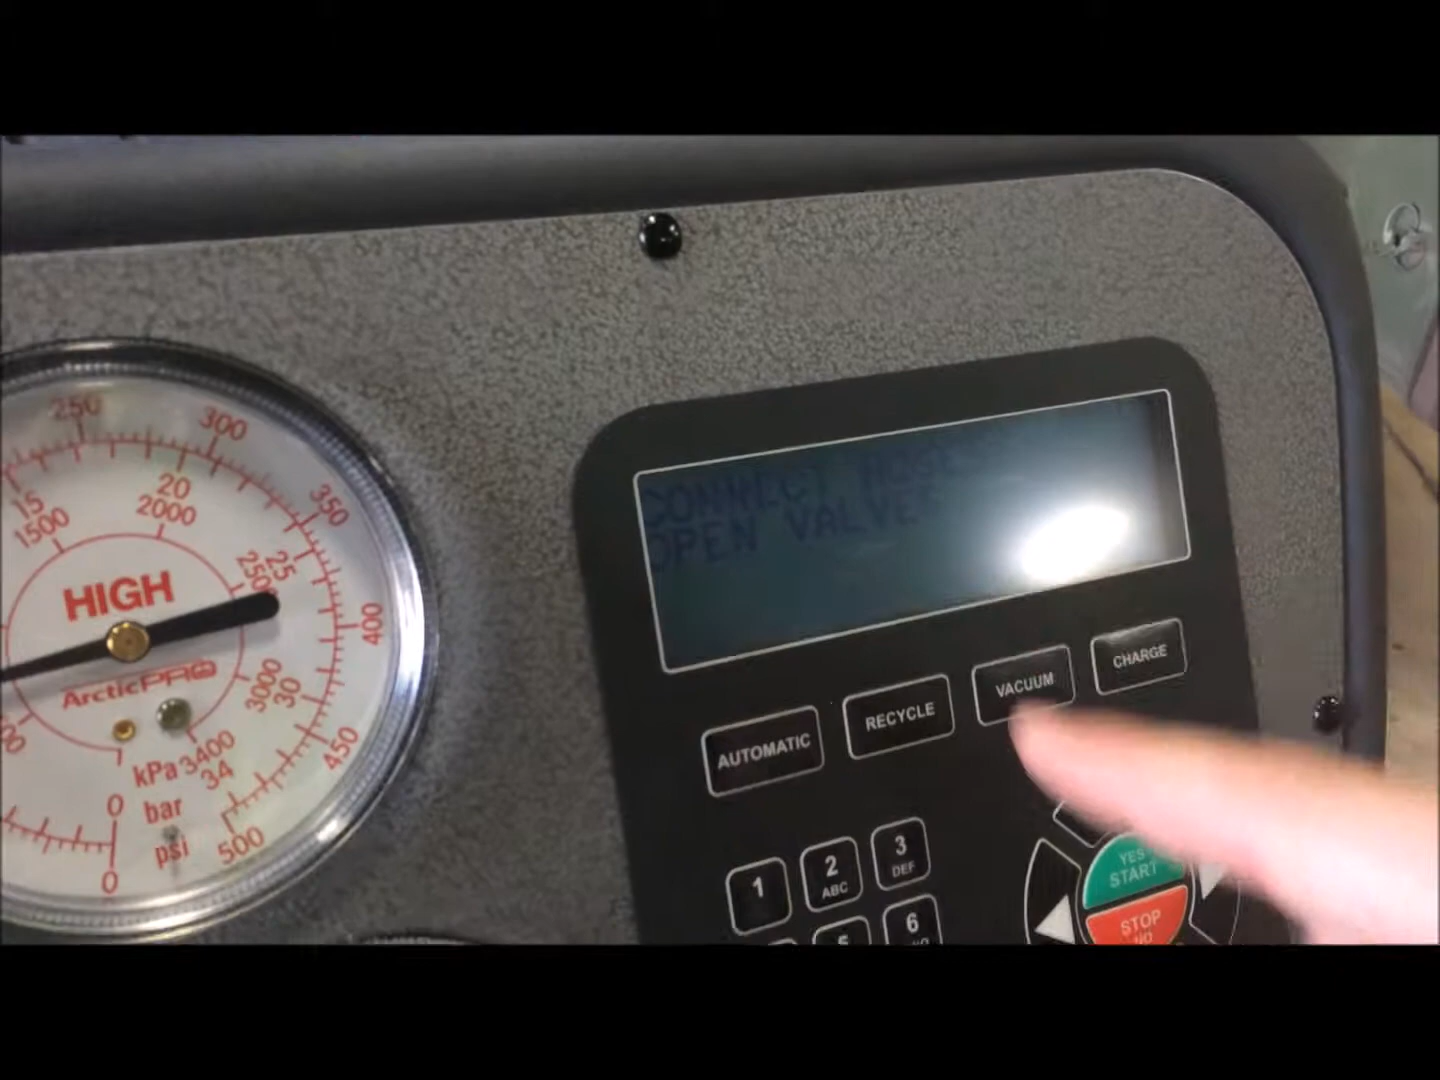 250
300
350
400
450
500
0
15
20
25
30
34
1500
2000
2500
3000
3400
0
HIGH
ArcticPRO
kPa
bar
psi
CONNECT HOSES
OPEN VALVES
AUTOMATIC
RECYCLE
VACUUM
CHARGE
1
2
ABC
3
DEF
5
6
YES
START
STOP
NO